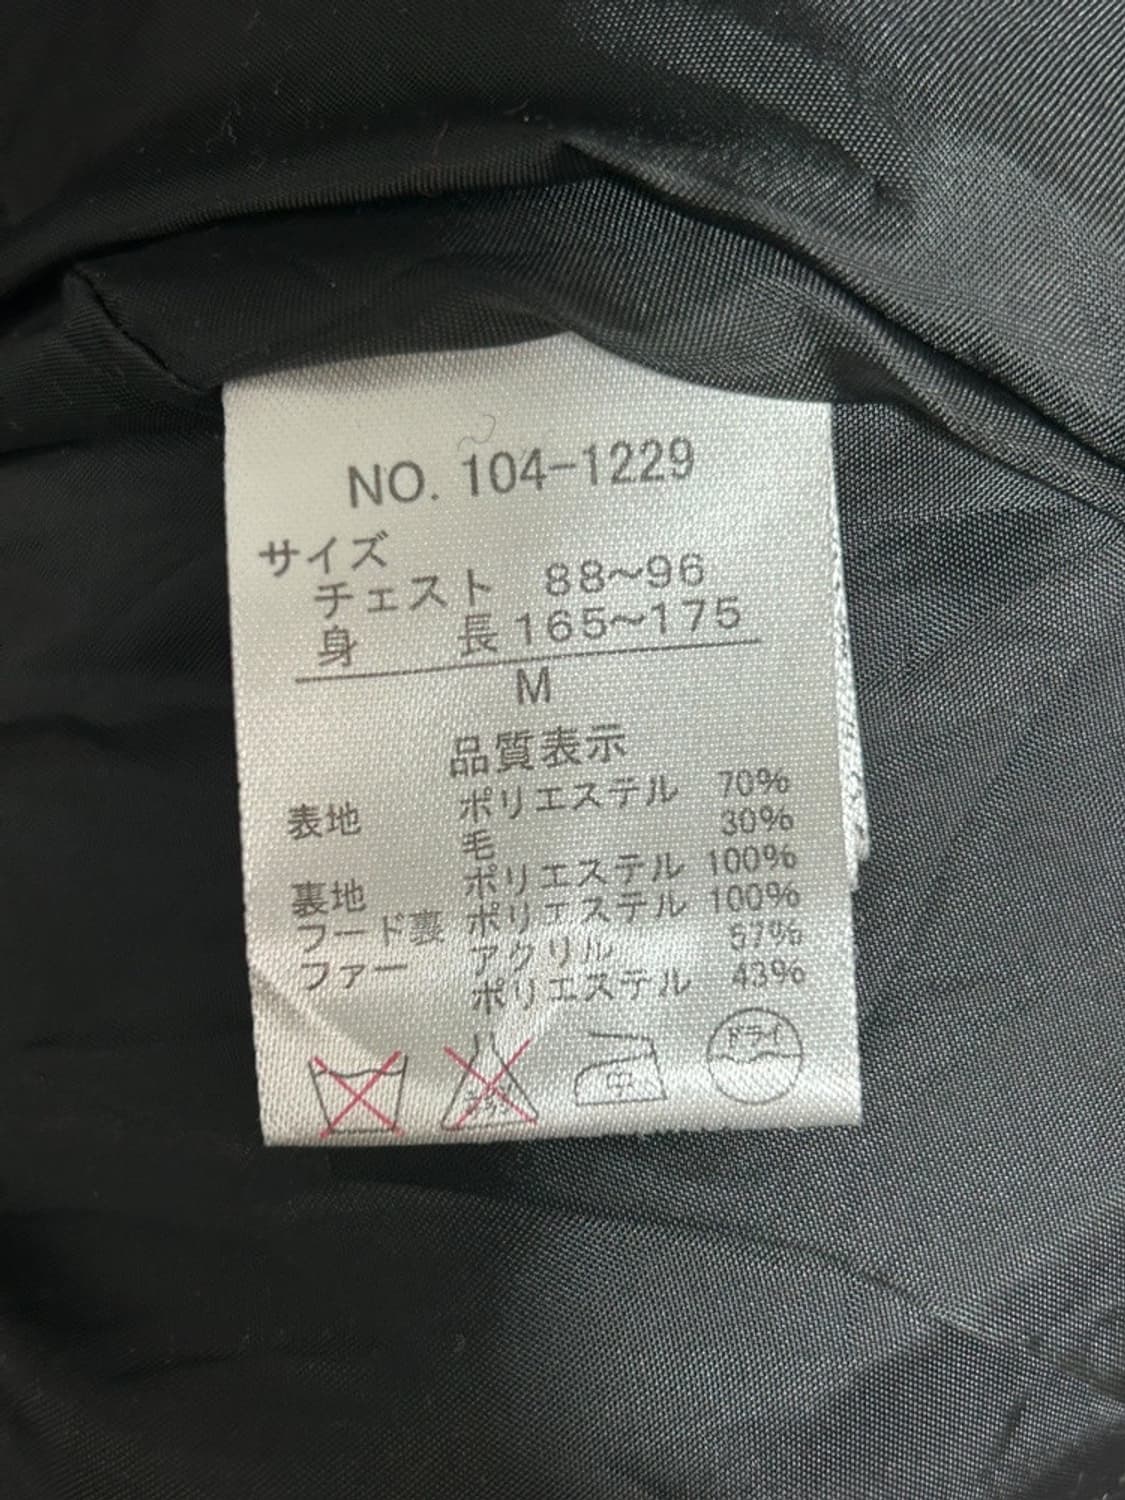 NO. 104-1229
サイズ
チェスト 88~96
身 長 165~175
M
品質表示
表地 ポリエステル 70%
毛 30%
裏地 ポリエステル 100%
フード裏 ポリエステル 100%
ファー アクリル 57%
ポリエステル 43%
中
ドライ